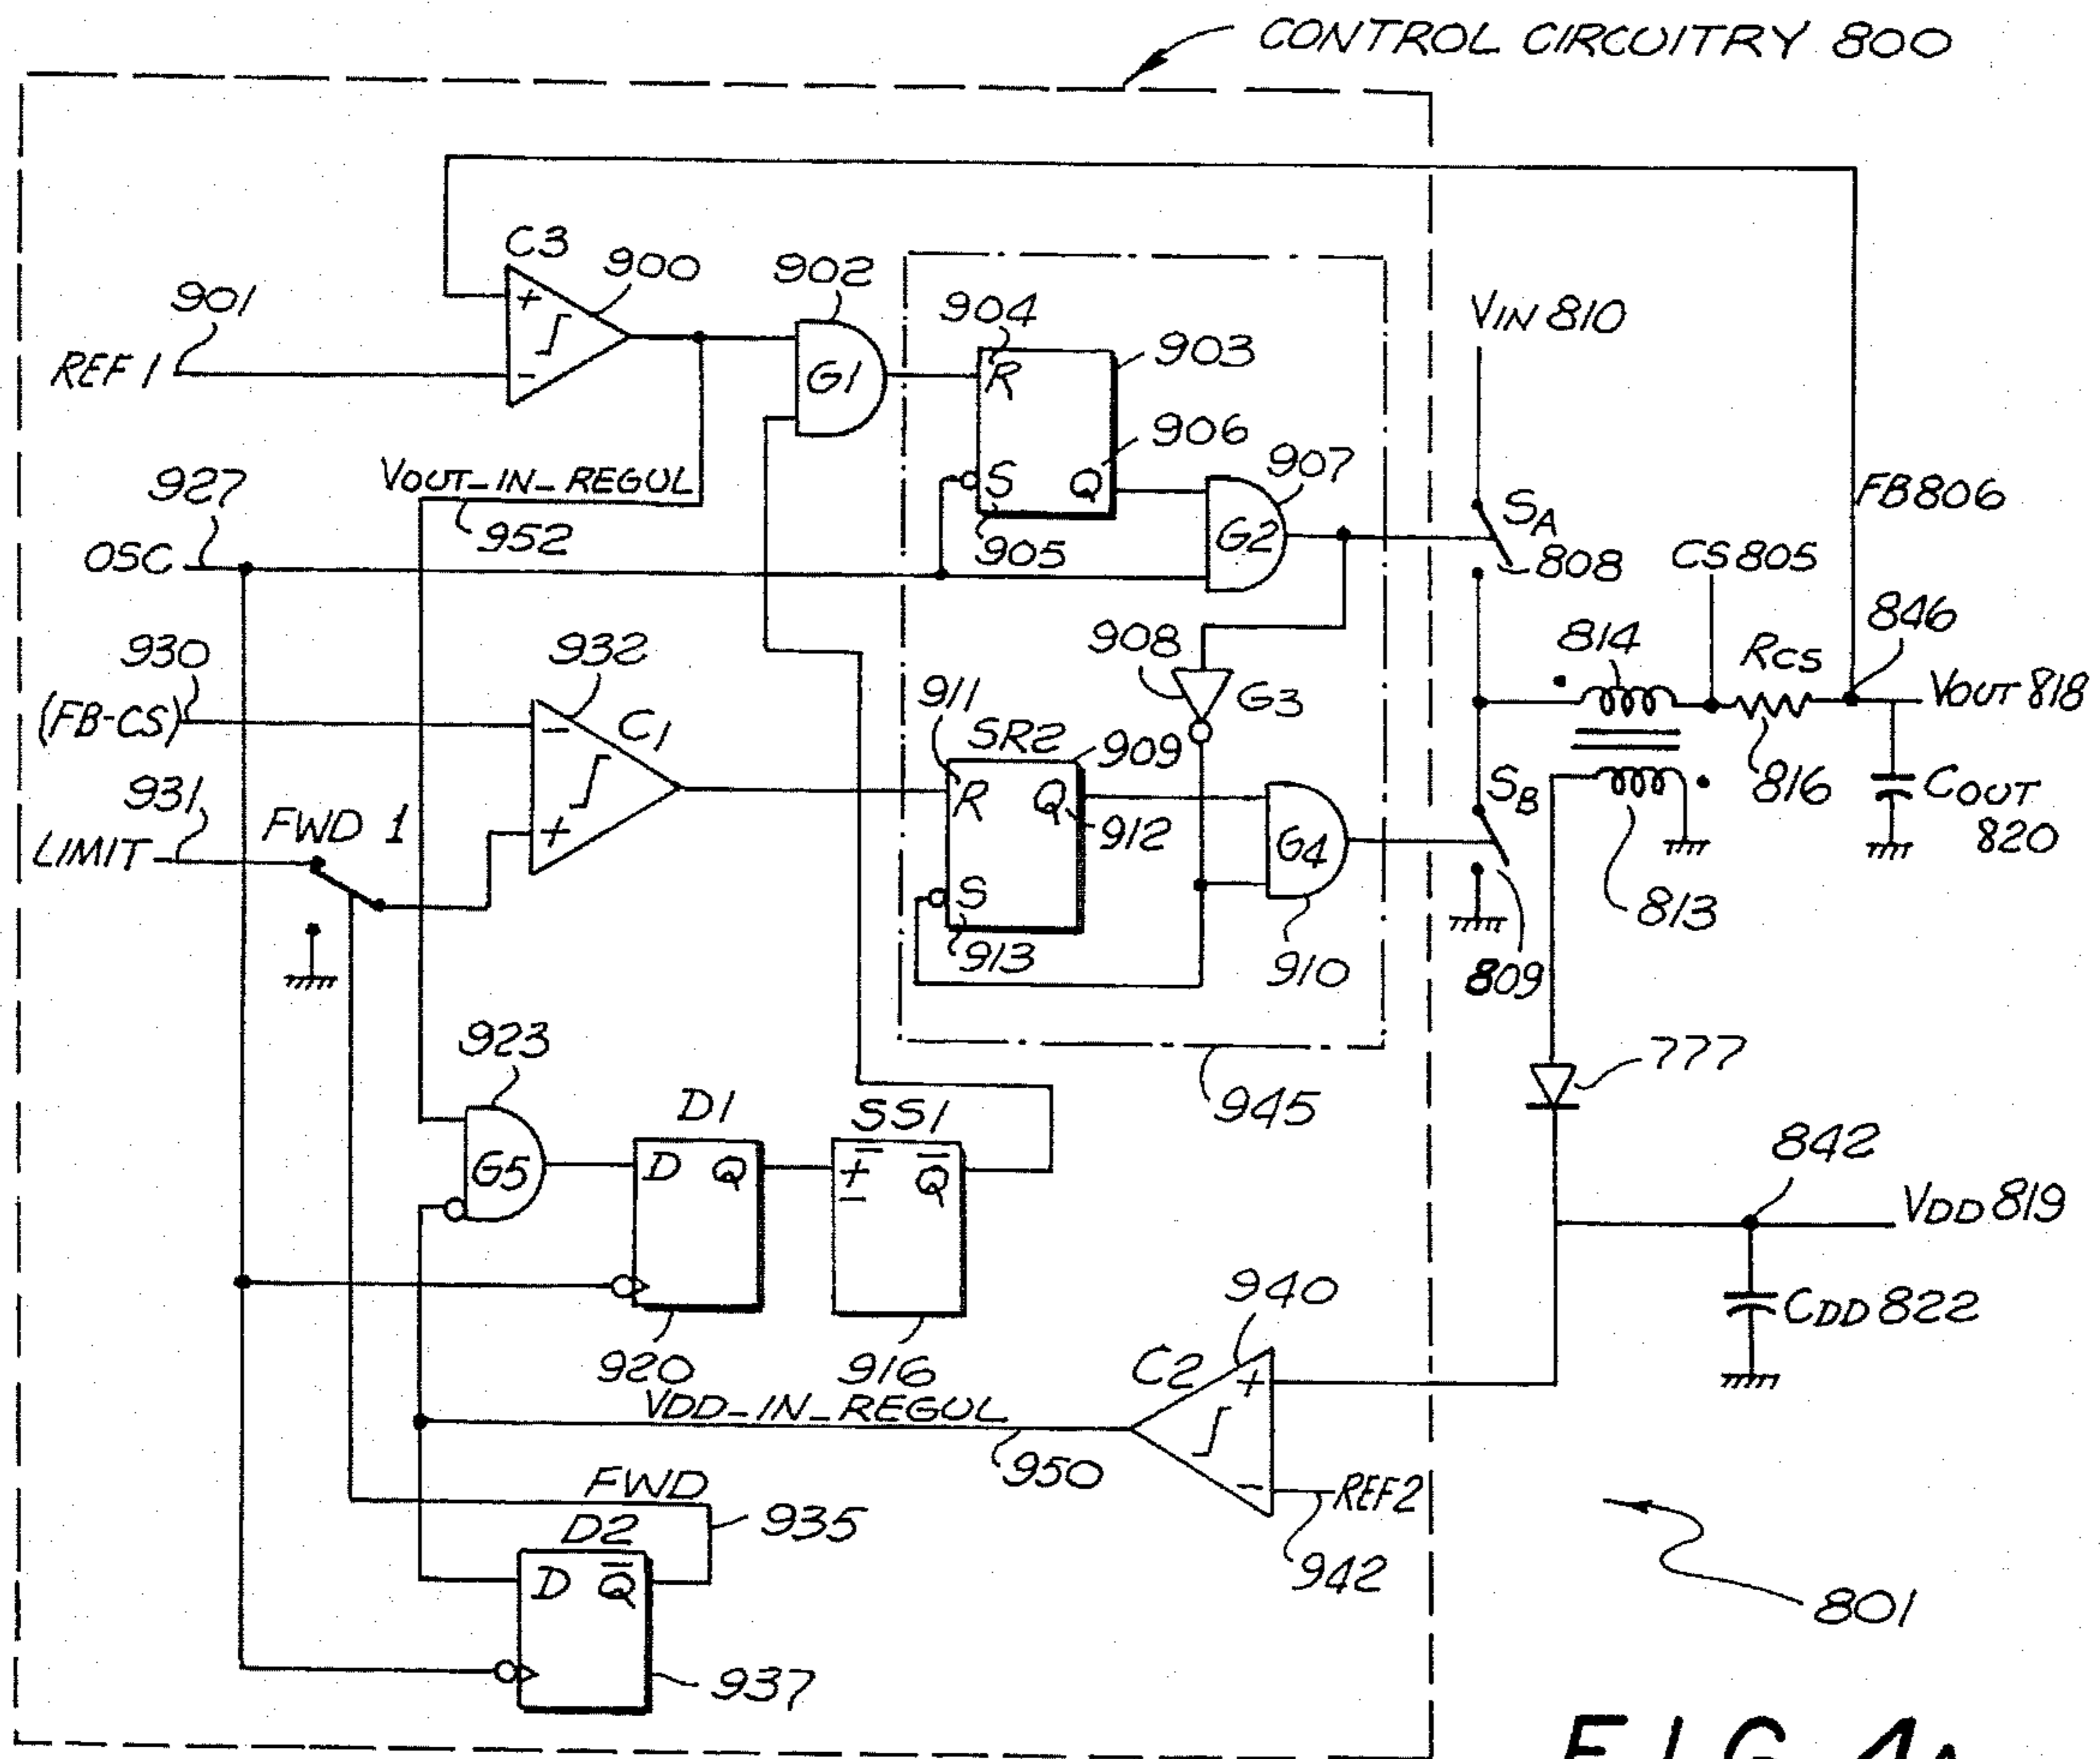 CONTROL CIRCUITRY 800
C3
900
902
901
REF 1
+
-
G1
904
903
R
906
S
Q
905
907
G2
VIN 810
SA
808
FB 806
VOUT_IN_REGUL
952
927
OSC
CS 805
846
814
RCS
VOUT 818
816
COUT
820
813
930
(FB-CS)
932
C1
-
+
931
LIMIT
FWD 1
908
G3
911
SR2
909
R
Q
912
S
913
G4
910
SB
809
945
777
842
VDD 819
CDD 822
923
G5
D1
D Q
920
SS1
+
-
Q
916
940
C2
+
-
REF2
942
VDD_IN_REGUL
950
FWD
935
D2
D Q
937
801